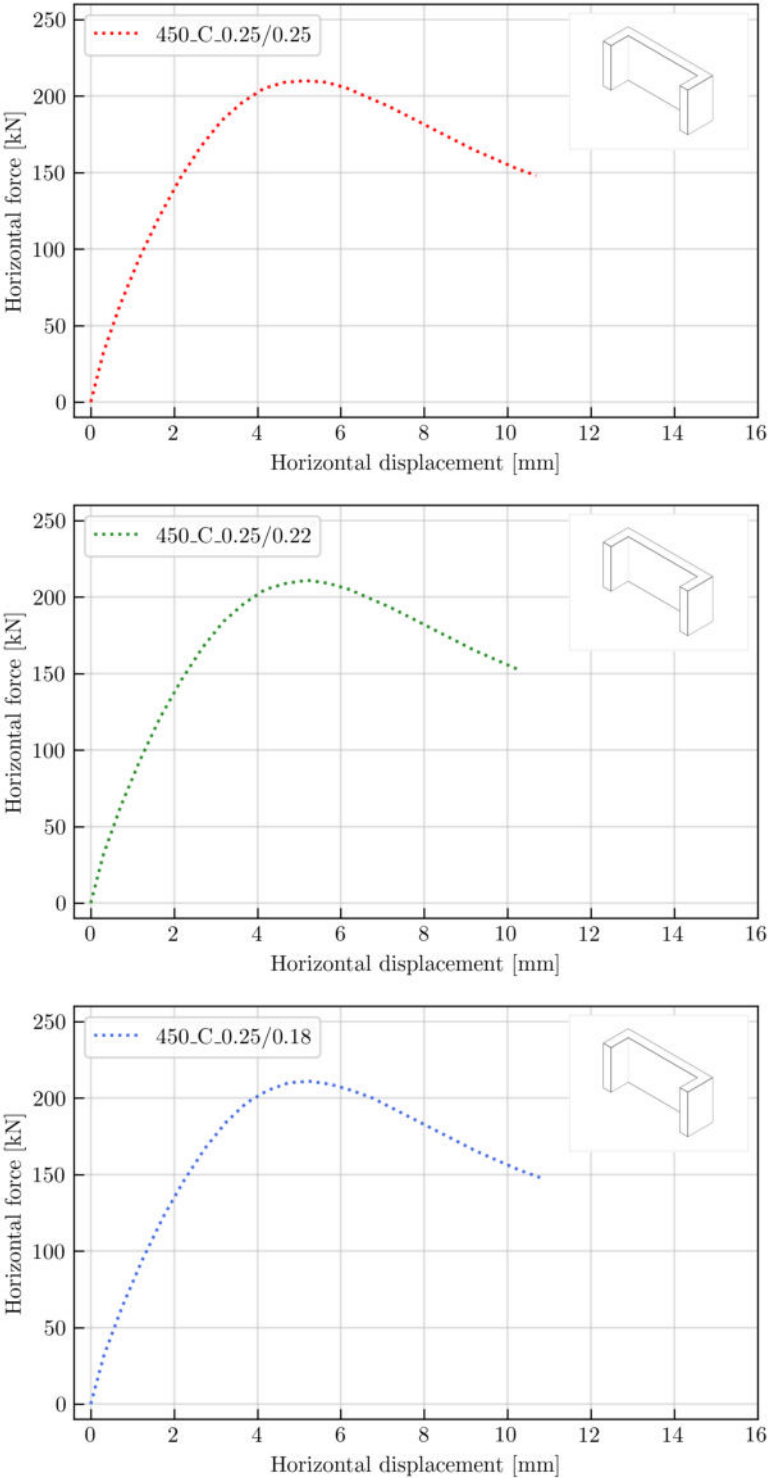 250
450_C_0.25/0.25
200
150
100
50
0
Horizontal force [kN]
0 2 4 6 8 10 12 14 16
Horizontal displacement [mm]
250
450_C_0.25/0.22
200
150
100
50
0
Horizontal force [kN]
0 2 4 6 8 10 12 14 16
Horizontal displacement [mm]
250
450_C_0.25/0.18
200
150
100
50
0
Horizontal force [kN]
0 2 4 6 8 10 12 14 16
Horizontal displacement [mm]